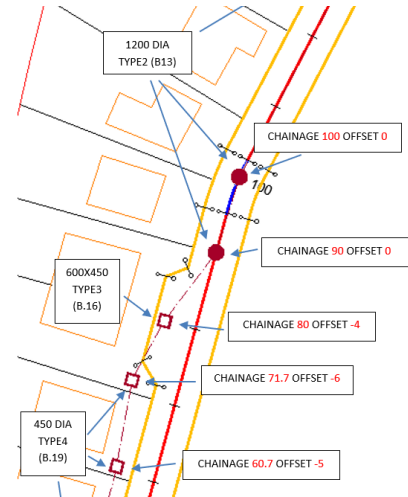 1200 DIA
TYPE2 (B13)
CHAINAGE 100 OFFSET 0
100
CHAINAGE 90 OFFSET 0
600X450
TYPE3
(B.16)
CHAINAGE 80 OFFSET -4
CHAINAGE 71.7 OFFSET -6
450 DIA
TYPE4
(B.19)
CHAINAGE 60.7 OFFSET -5